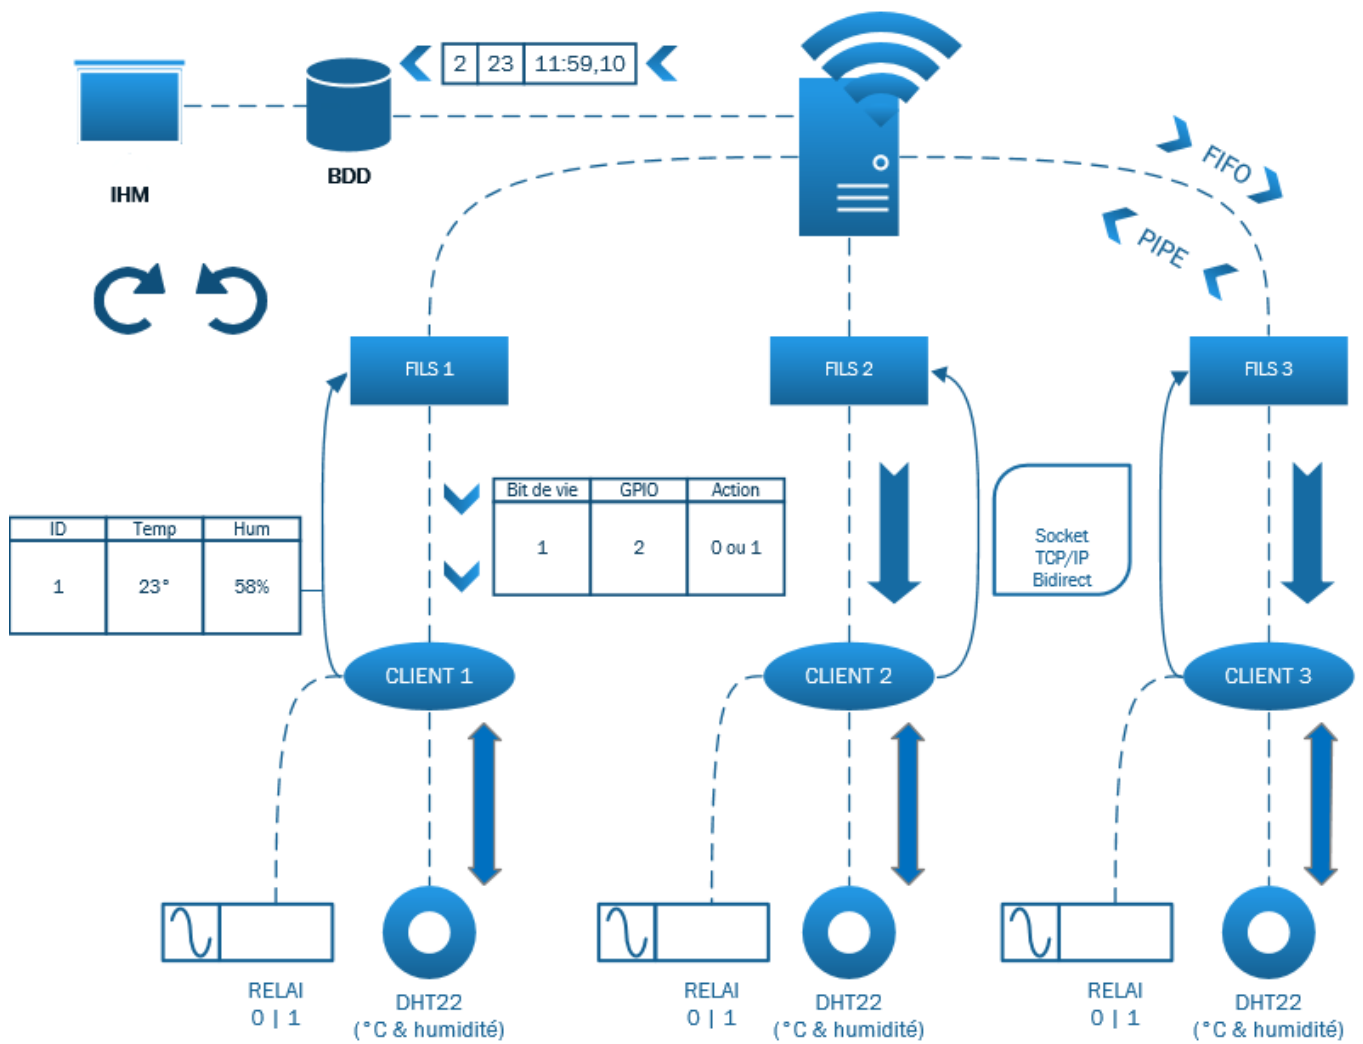 2 23 11:59,10
IHM
BDD
FIFO
PIPE
FILS 1
FILS 2
FILS 3
ID Temp Hum
1 23° 58%
Bit de vie GPIO Action
1 2 0 ou 1
Socket
TCP/IP
Bidirect
CLIENT 1
CLIENT 2
CLIENT 3
RELAI
0 | 1
DHT22
(°C & humidité)
RELAI
0 | 1
DHT22
(°C & humidité)
RELAI
0 | 1
DHT22
(°C & humidité)